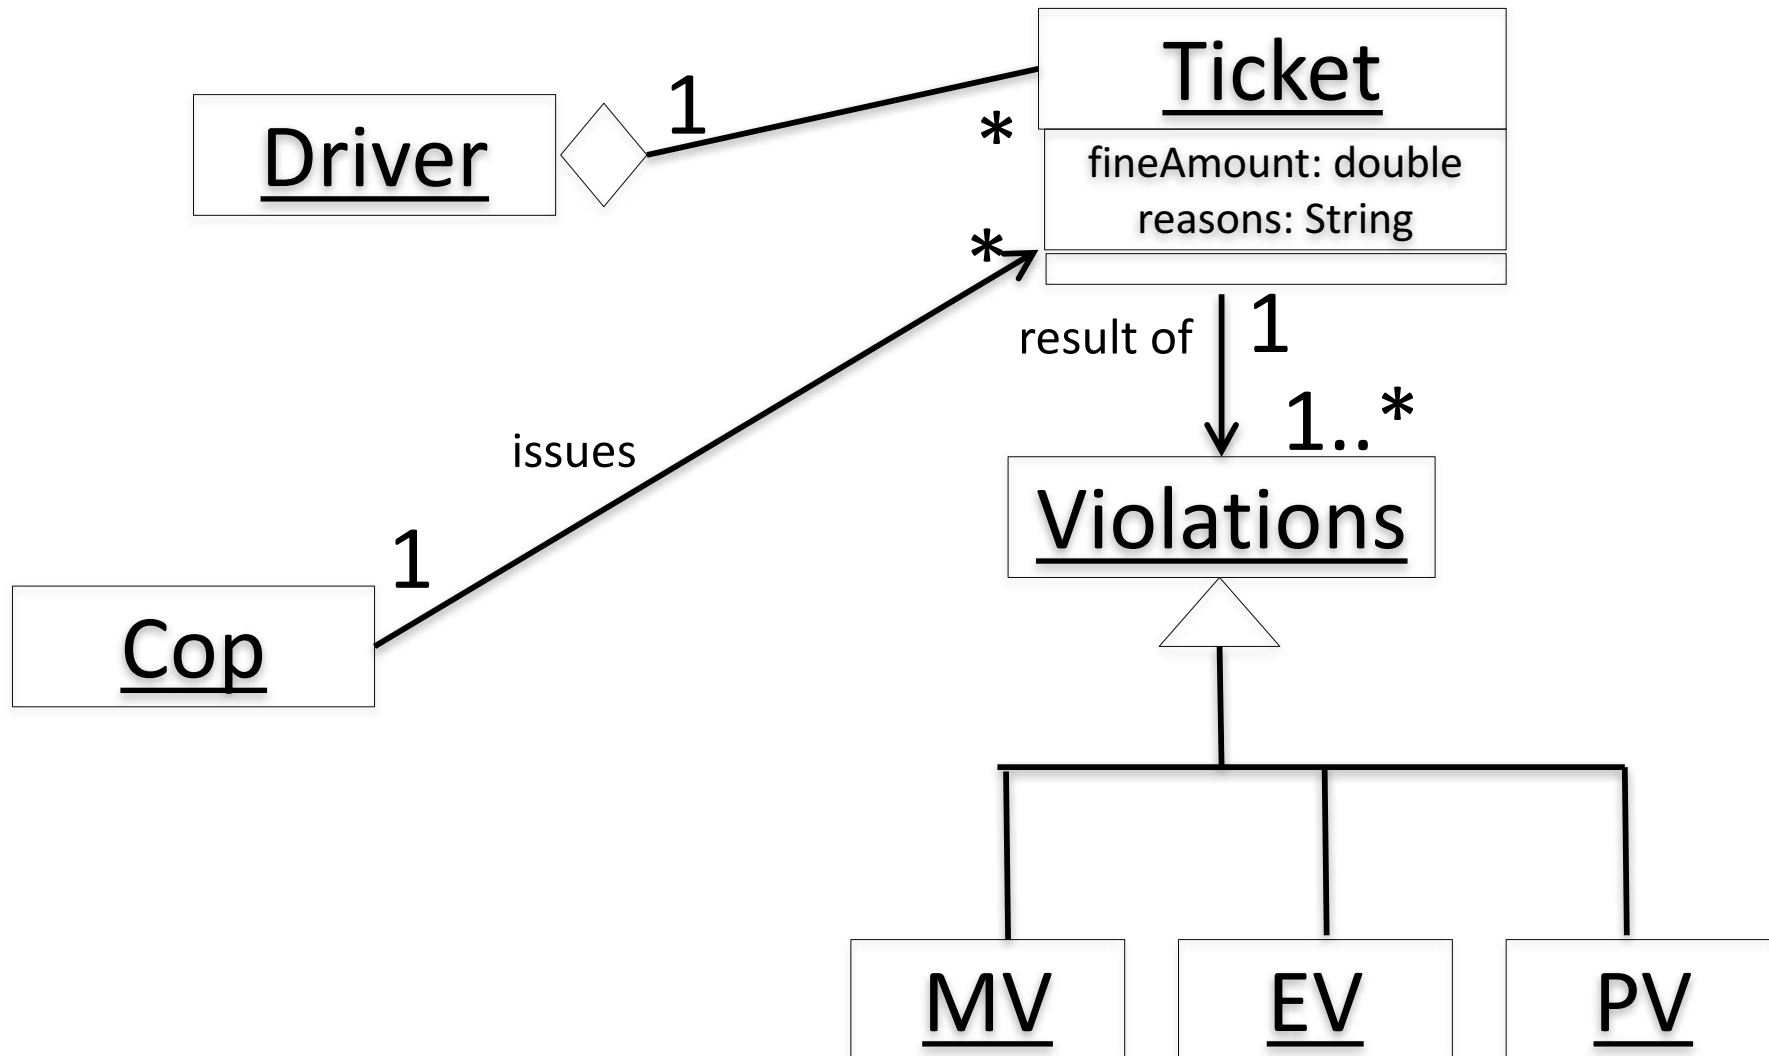 Ticket
1
Driver
*
fineAmount: double
reasons: String
*
result of
1
1..*
issues
Violations
1
Cop
MV
EV
PV